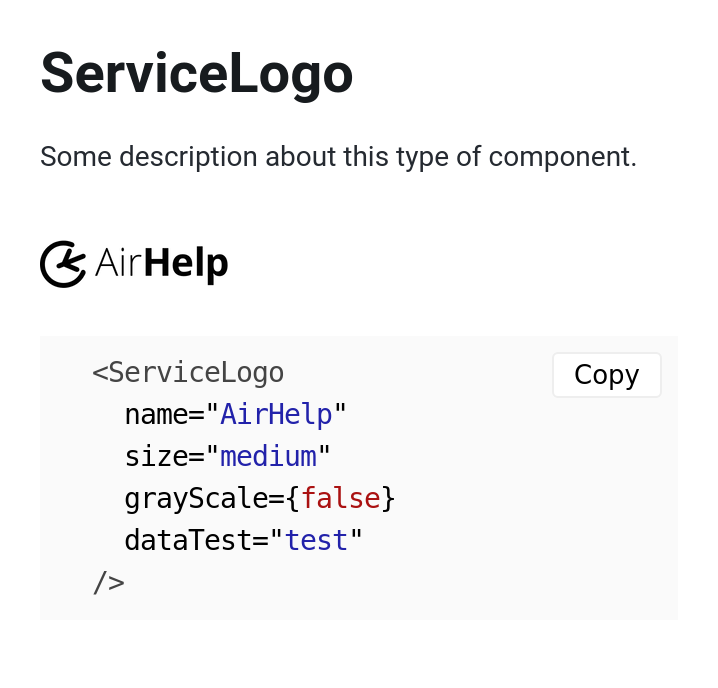 ServiceLogo
Some description about this type of component.
AirHelp
<ServiceLogo
Copy
name="AirHelp"
size="medium"
grayScale={false}
dataTest="test"
/>